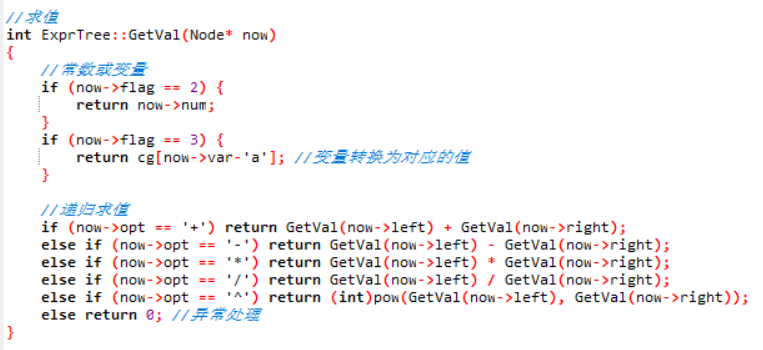 //求值
int ExprTree::GetVal(Node* now)
{
    //常数或变量
    if (now->flag == 2) {
        return now->num;
    }
    if (now->flag == 3) {
        return cg[now->var-'a']; //变量转换为对应的值
    }

    //递归求值
    if (now->opt == '+') return GetVal(now->left) + GetVal(now->right);
    else if (now->opt == '-') return GetVal(now->left) - GetVal(now->right);
    else if (now->opt == '*') return GetVal(now->left) * GetVal(now->right);
    else if (now->opt == '/') return GetVal(now->left) / GetVal(now->right);
    else if (now->opt == '^') return (int)pow(GetVal(now->left), GetVal(now->right));
    else return 0; //异常处理
}